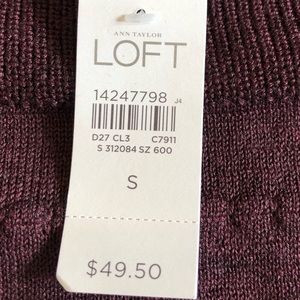 ANN TAYLOR
LOFT
14247798 J4
D27 CL3 C7911
S 312084 SZ 600
S
$49.50